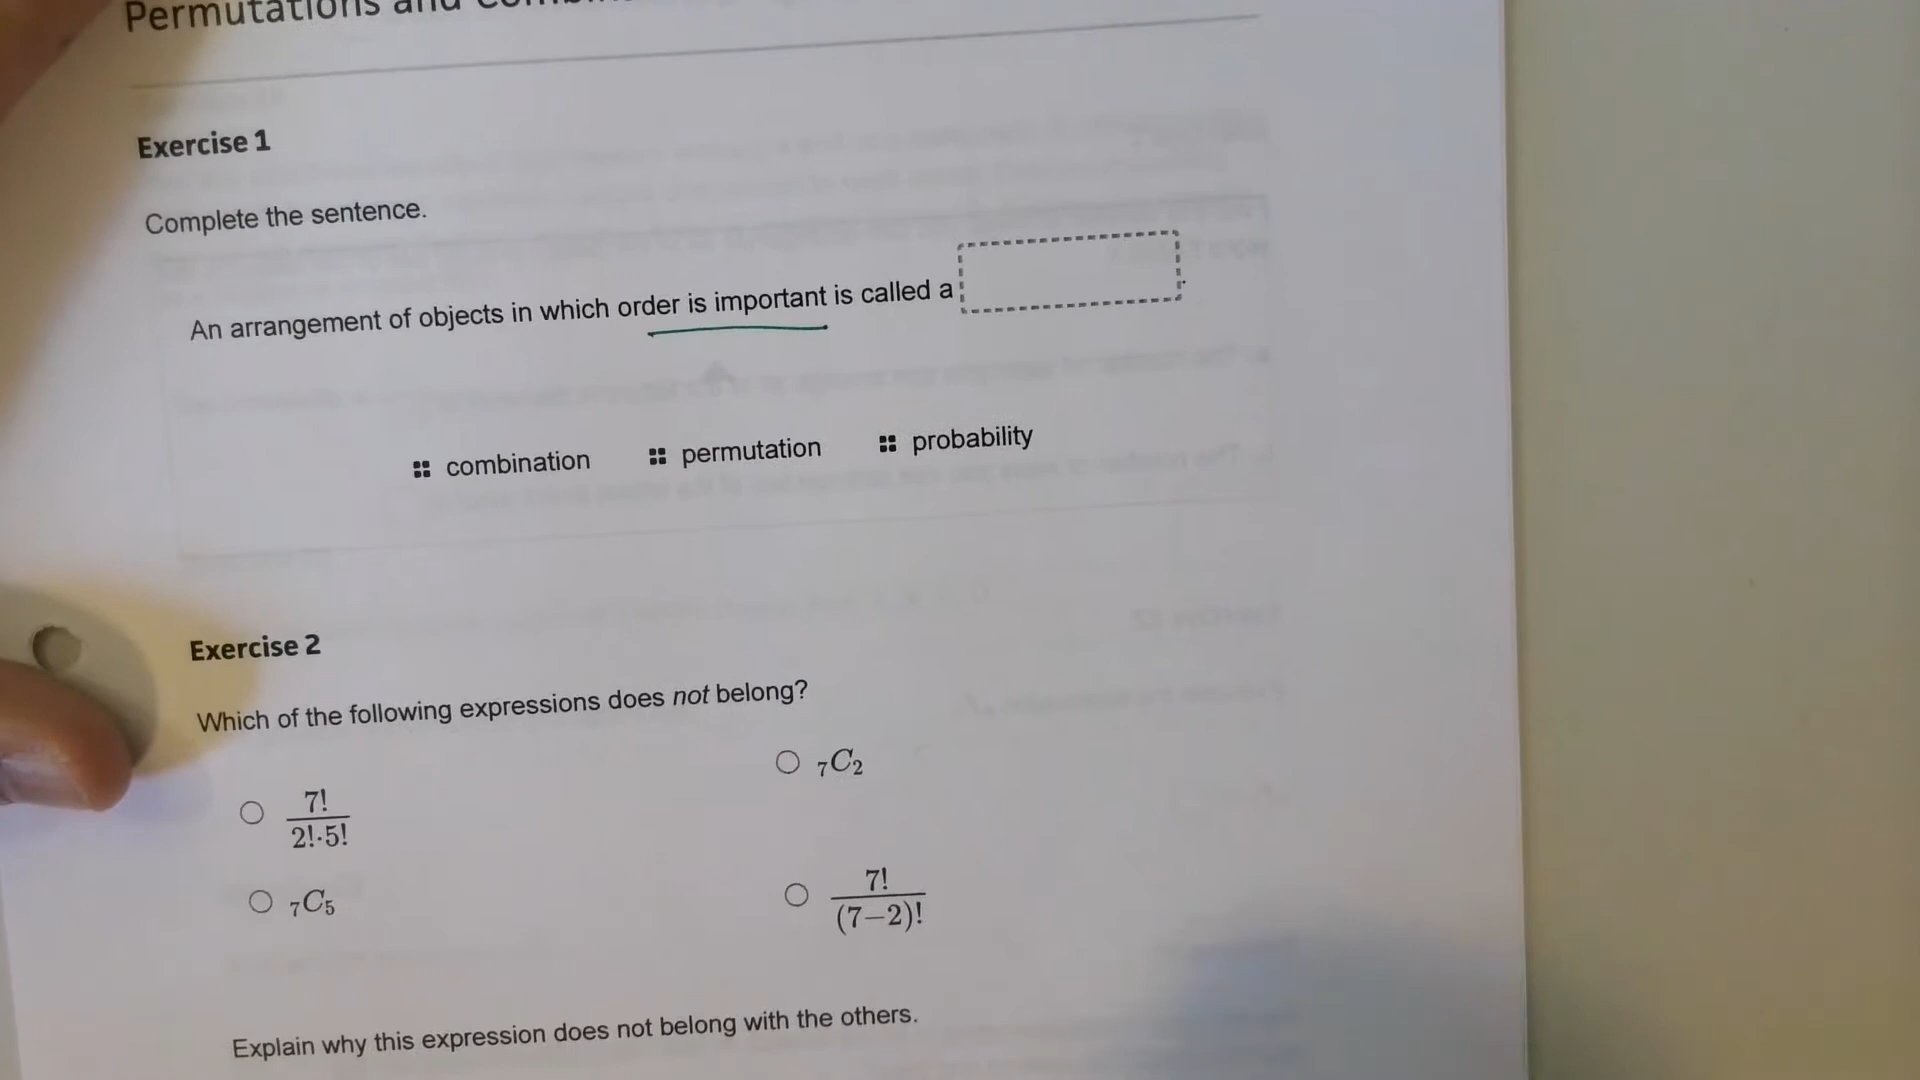 Permutations and
Exercise 1
Complete the sentence.
An arrangement of objects in which order is important is called a .
combination permutation probability
Exercise 2
Which of the following expressions does not belong?
7!/(2!·5!)
₇C₂
₇C₅
7!/(7−2)!
Explain why this expression does not belong with the others.